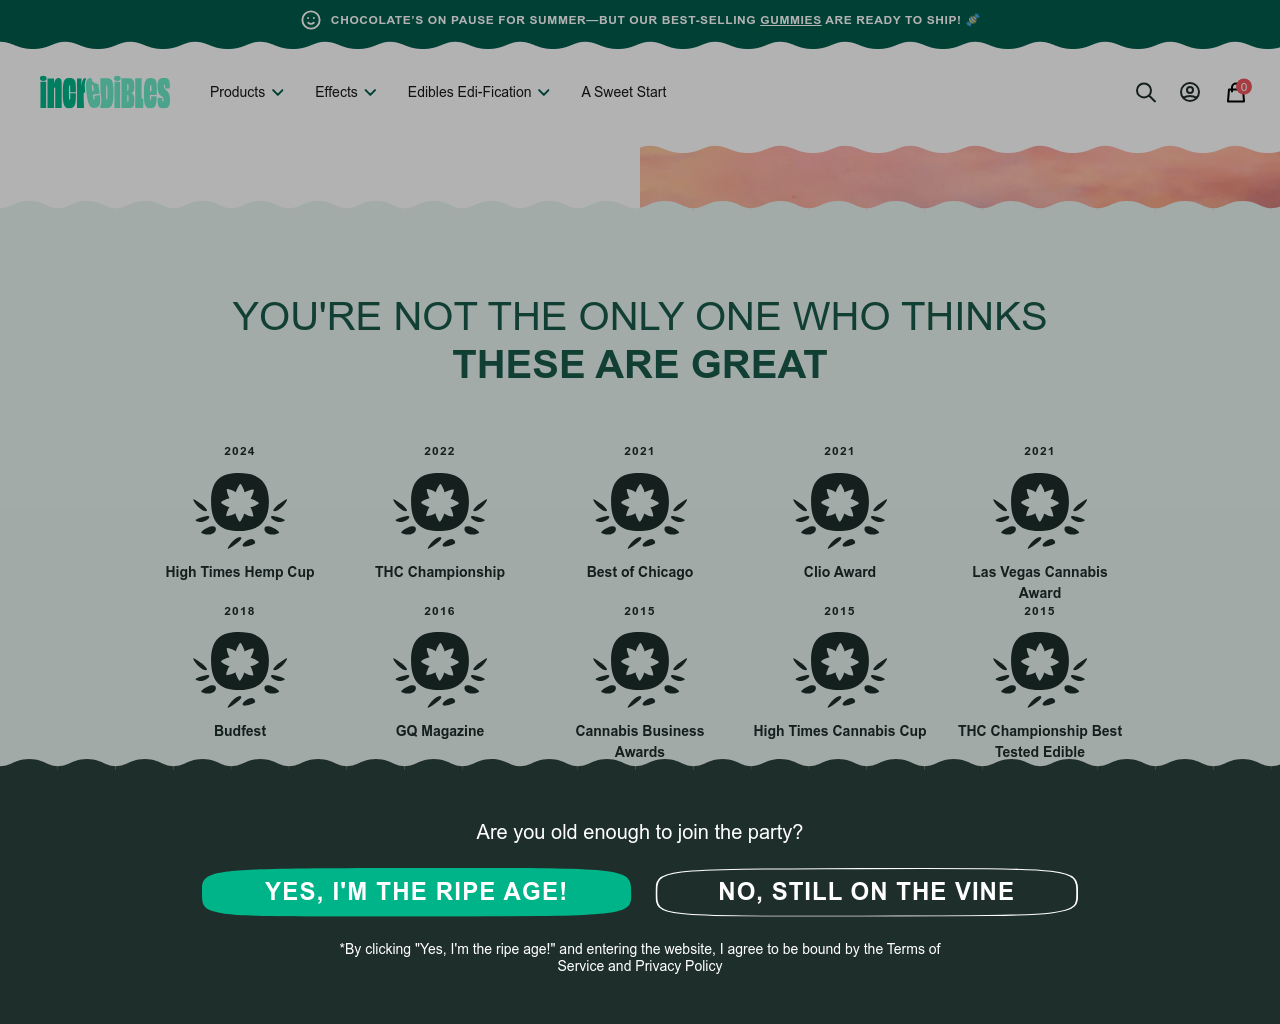 CHOCOLATE'S ON PAUSE FOR SUMMER—BUT OUR BEST-SELLING GUMMIES ARE READY TO SHIP!
incredibles
Products
Effects
Edibles Edi-Fication
A Sweet Start
0
YOU'RE NOT THE ONLY ONE WHO THINKS
THESE ARE GREAT
2024
2022
2021
2021
2021
High Times Hemp Cup
THC Championship
Best of Chicago
Clio Award
Las Vegas Cannabis
Award
2018
2016
2015
2015
2015
Budfest
GQ Magazine
Cannabis Business
Awards
High Times Cannabis Cup
THC Championship Best
Tested Edible
Are you old enough to join the party?
YES, I'M THE RIPE AGE!
NO, STILL ON THE VINE
*By clicking "Yes, I'm the ripe age!" and entering the website, I agree to be bound by the Terms of
Service and Privacy Policy